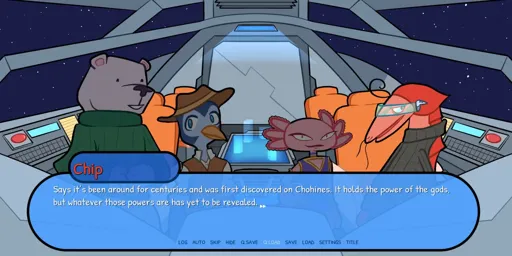 Chip
Says it's been around for centuries and was first discovered on Chohines. It holds the power of the gods,
but whatever those powers are has yet to be revealed.
LOG AUTO SKIP HIDE Q.SAVE Q.LOAD SAVE LOAD SETTINGS TITLE